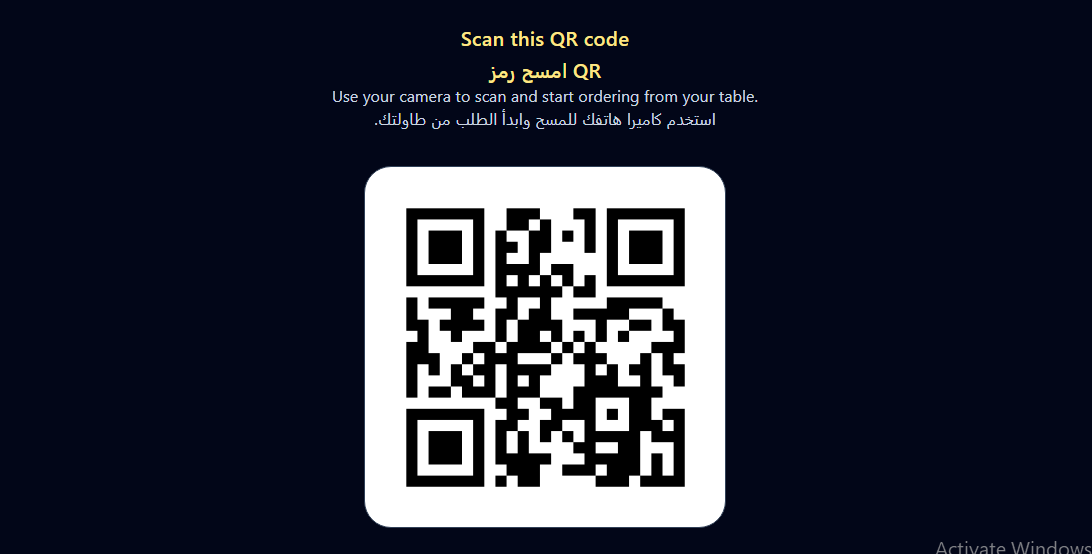 Scan this QR code
امسح رمز QR
Use your camera to scan and start ordering from your table.
استخدم كاميرا هاتفك للمسح وابدأ الطلب من طاولتك.
Activate Windows